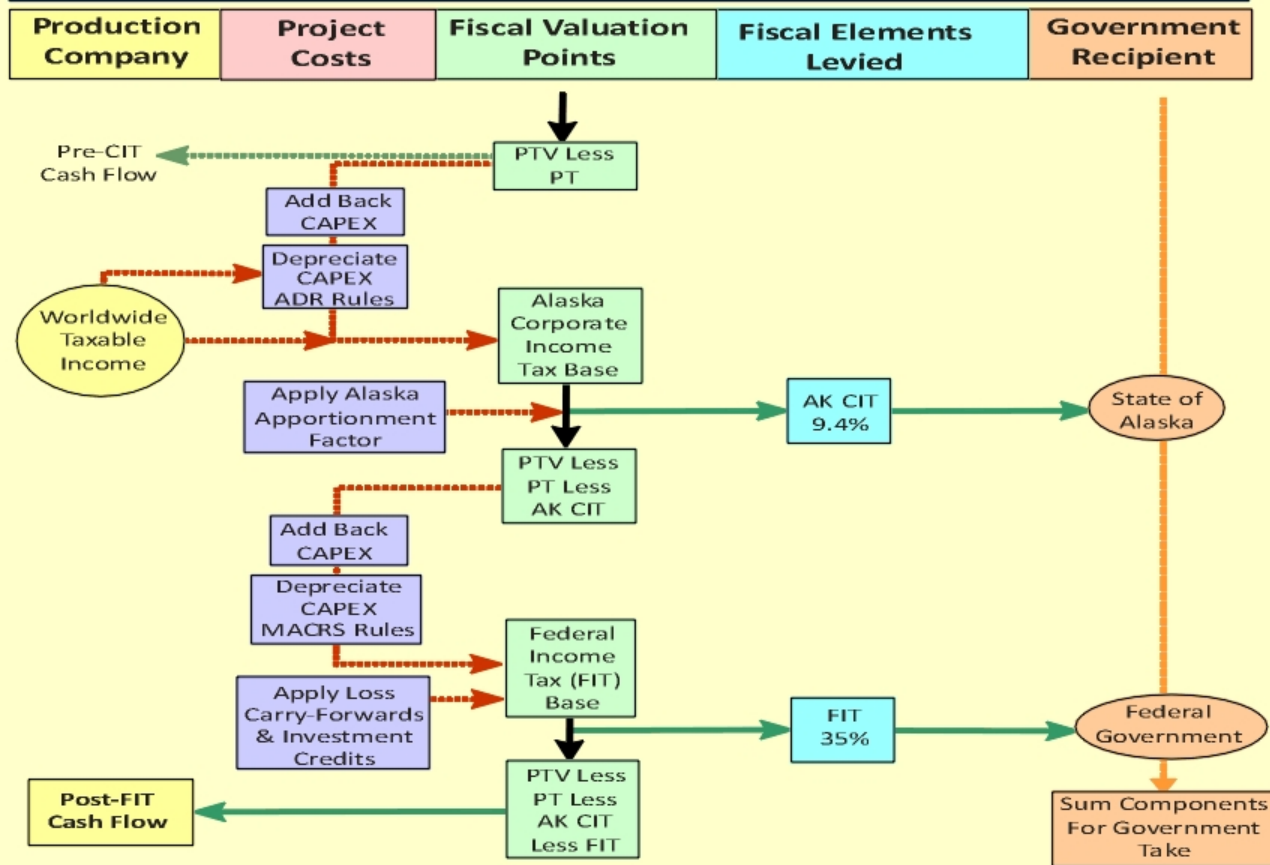 Production
Company
Project
Costs
Fiscal Valuation
Points
Fiscal Elements
Levied
Government
Recipient
Pre-CIT
Cash Flow
PTV Less
PT
Add Back
CAPEX
Depreciate
CAPEX
ADR Rules
Worldwide
Taxable
Income
Alaska
Corporate
Income
Tax Base
Apply Alaska
Apportionment
Factor
AK CIT
9.4%
State of
Alaska
PTV Less
PT Less
AK CIT
Add Back
CAPEX
Depreciate
CAPEX
MACRS Rules
Federal
Income
Tax (FIT)
Base
Apply Loss
Carry-Forwards
& Investment
Credits
FIT
35%
Federal
Government
PTV Less
PT Less
AK CIT
Less FIT
Post-FIT
Cash Flow
Sum Components
For Government
Take